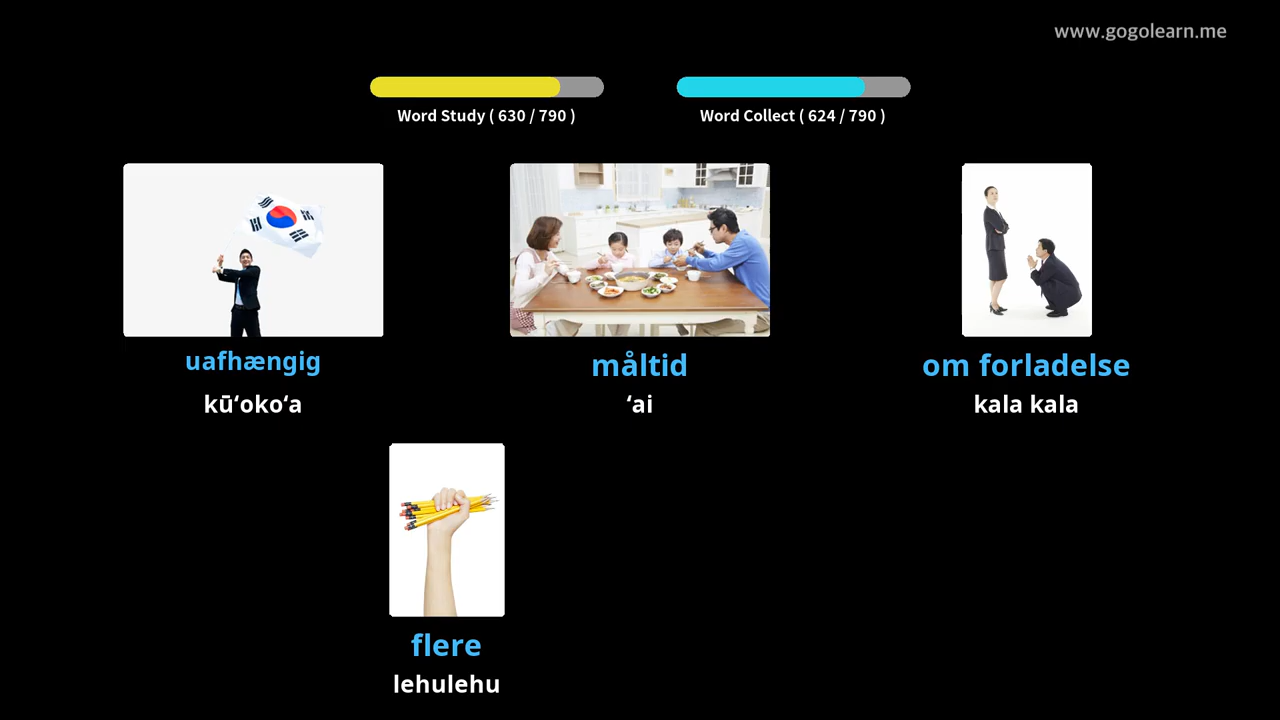 www.gogolearn.me
Word Study ( 630 / 790 )
Word Collect ( 624 / 790 )
uafhængig
måltid
om forladelse
kūʻokoʻa
ʻai
kala kala
flere
lehulehu